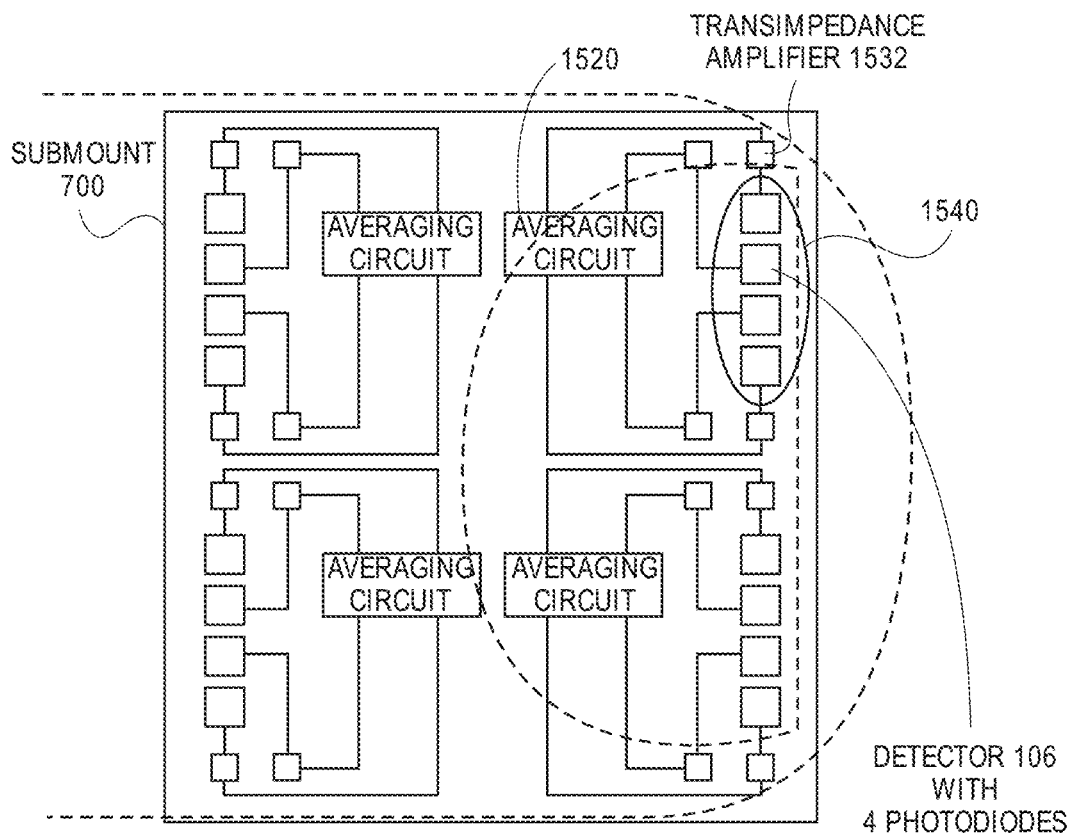 TRANSIMPEDANCE
AMPLIFIER 1532
1520
SUBMOUNT
700
1540
AVERAGING
CIRCUIT
AVERAGING
CIRCUIT
AVERAGING
CIRCUIT
AVERAGING
CIRCUIT
DETECTOR 106
WITH
4 PHOTODIODES